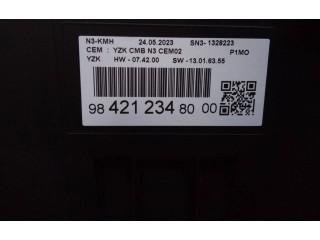 N3-KMH 24.05.2023 SN3- 1328223
CEM : YZK CMB N3 CEM02 P1MO
YZK HW - 07.42.00 SW - 13.01.63.55
98 421 234 80 00